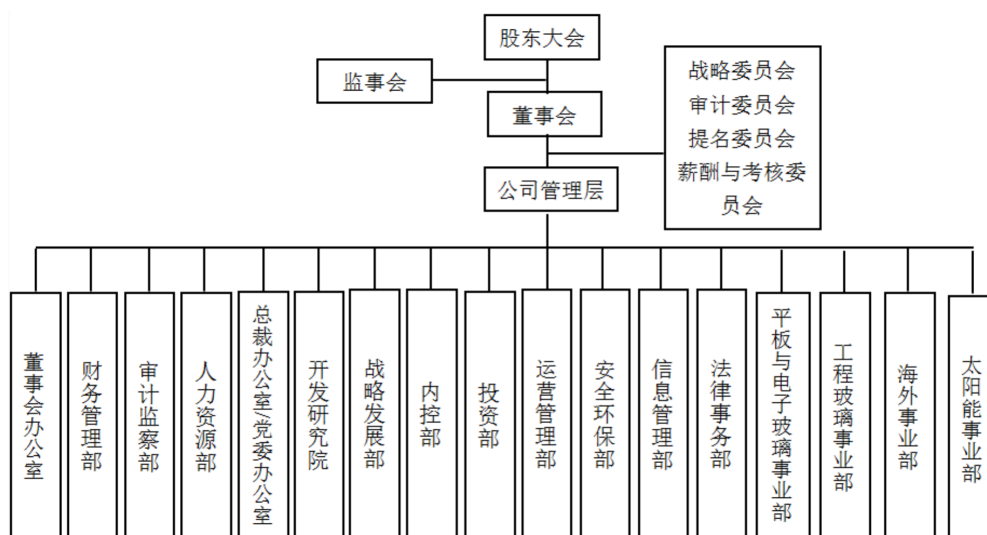 股东大会
监事会
董事会
战略委员会
审计委员会
提名委员会
薪酬与考核委
员会
公司管理层
董事会办公室
财务管理部
审计监察部
人力资源部
总裁办公室/党委办公室
开发研究院
战略发展部
内控部
投资部
运营管理部
安全环保部
信息管理部
法律事务部
平板与电子玻璃事业部
工程玻璃事业部
海外事业部
太阳能事业部